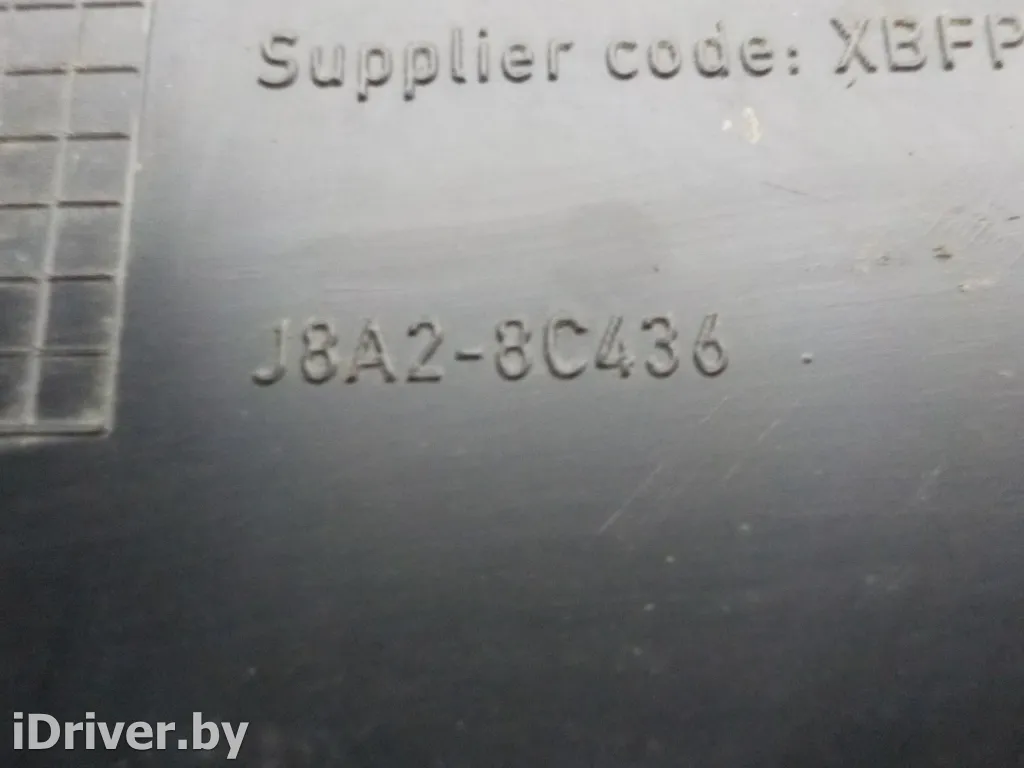 Supplier code: XBFP
J8A2-8C436
iDriver.by